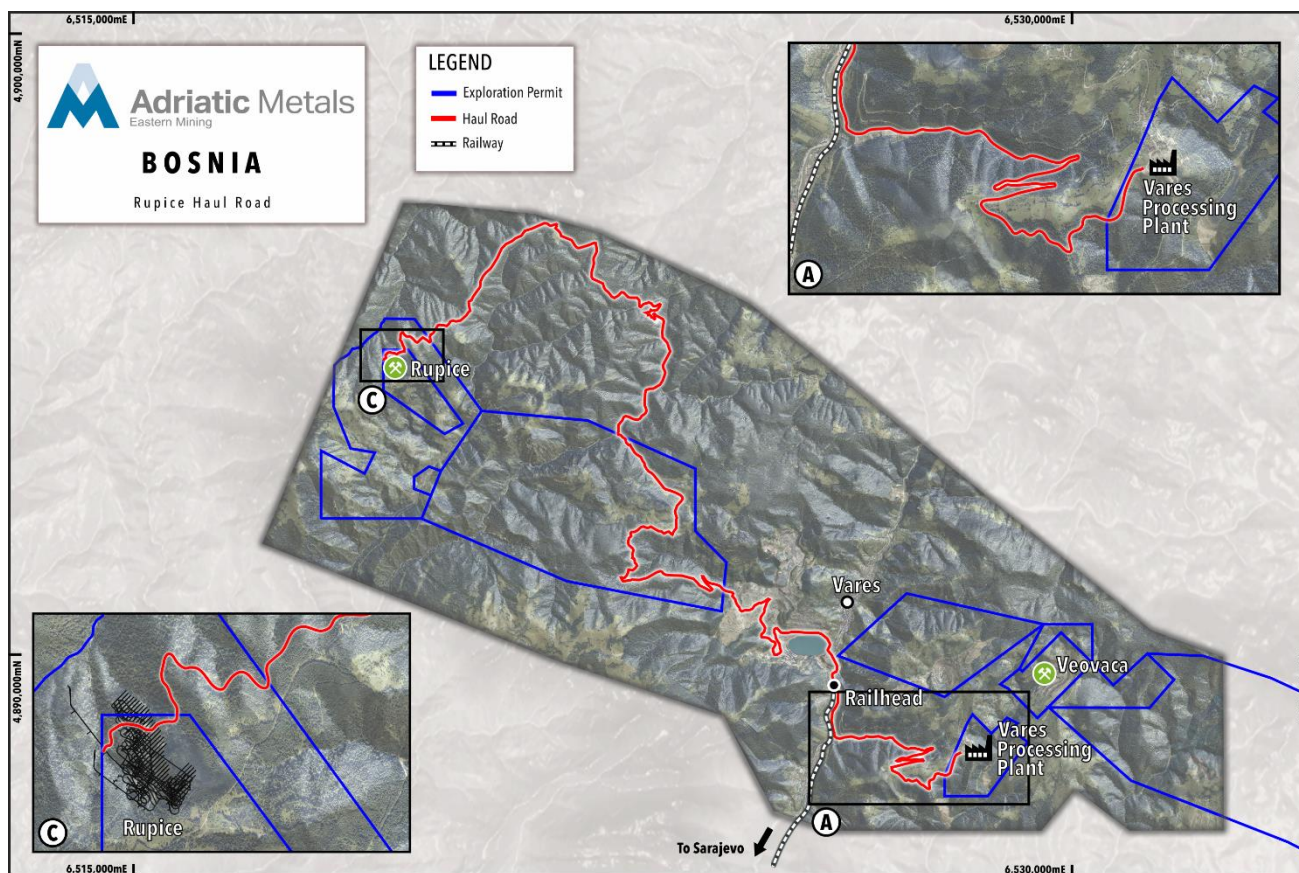 6,515,000mE
6,530,000mE
4,900,000mN
Adriatic Metals
Eastern Mining
BOSNIA
Rupice Haul Road
LEGEND
Exploration Permit
Haul Road
Railway
Vares
Processing
Plant
A
Rupice
C
Vares
Veovaca
4,890,000mN
Railhead
Vares
Processing
Plant
A
Rupice
C
To Sarajevo
6,515,000mE
6,530,000mE